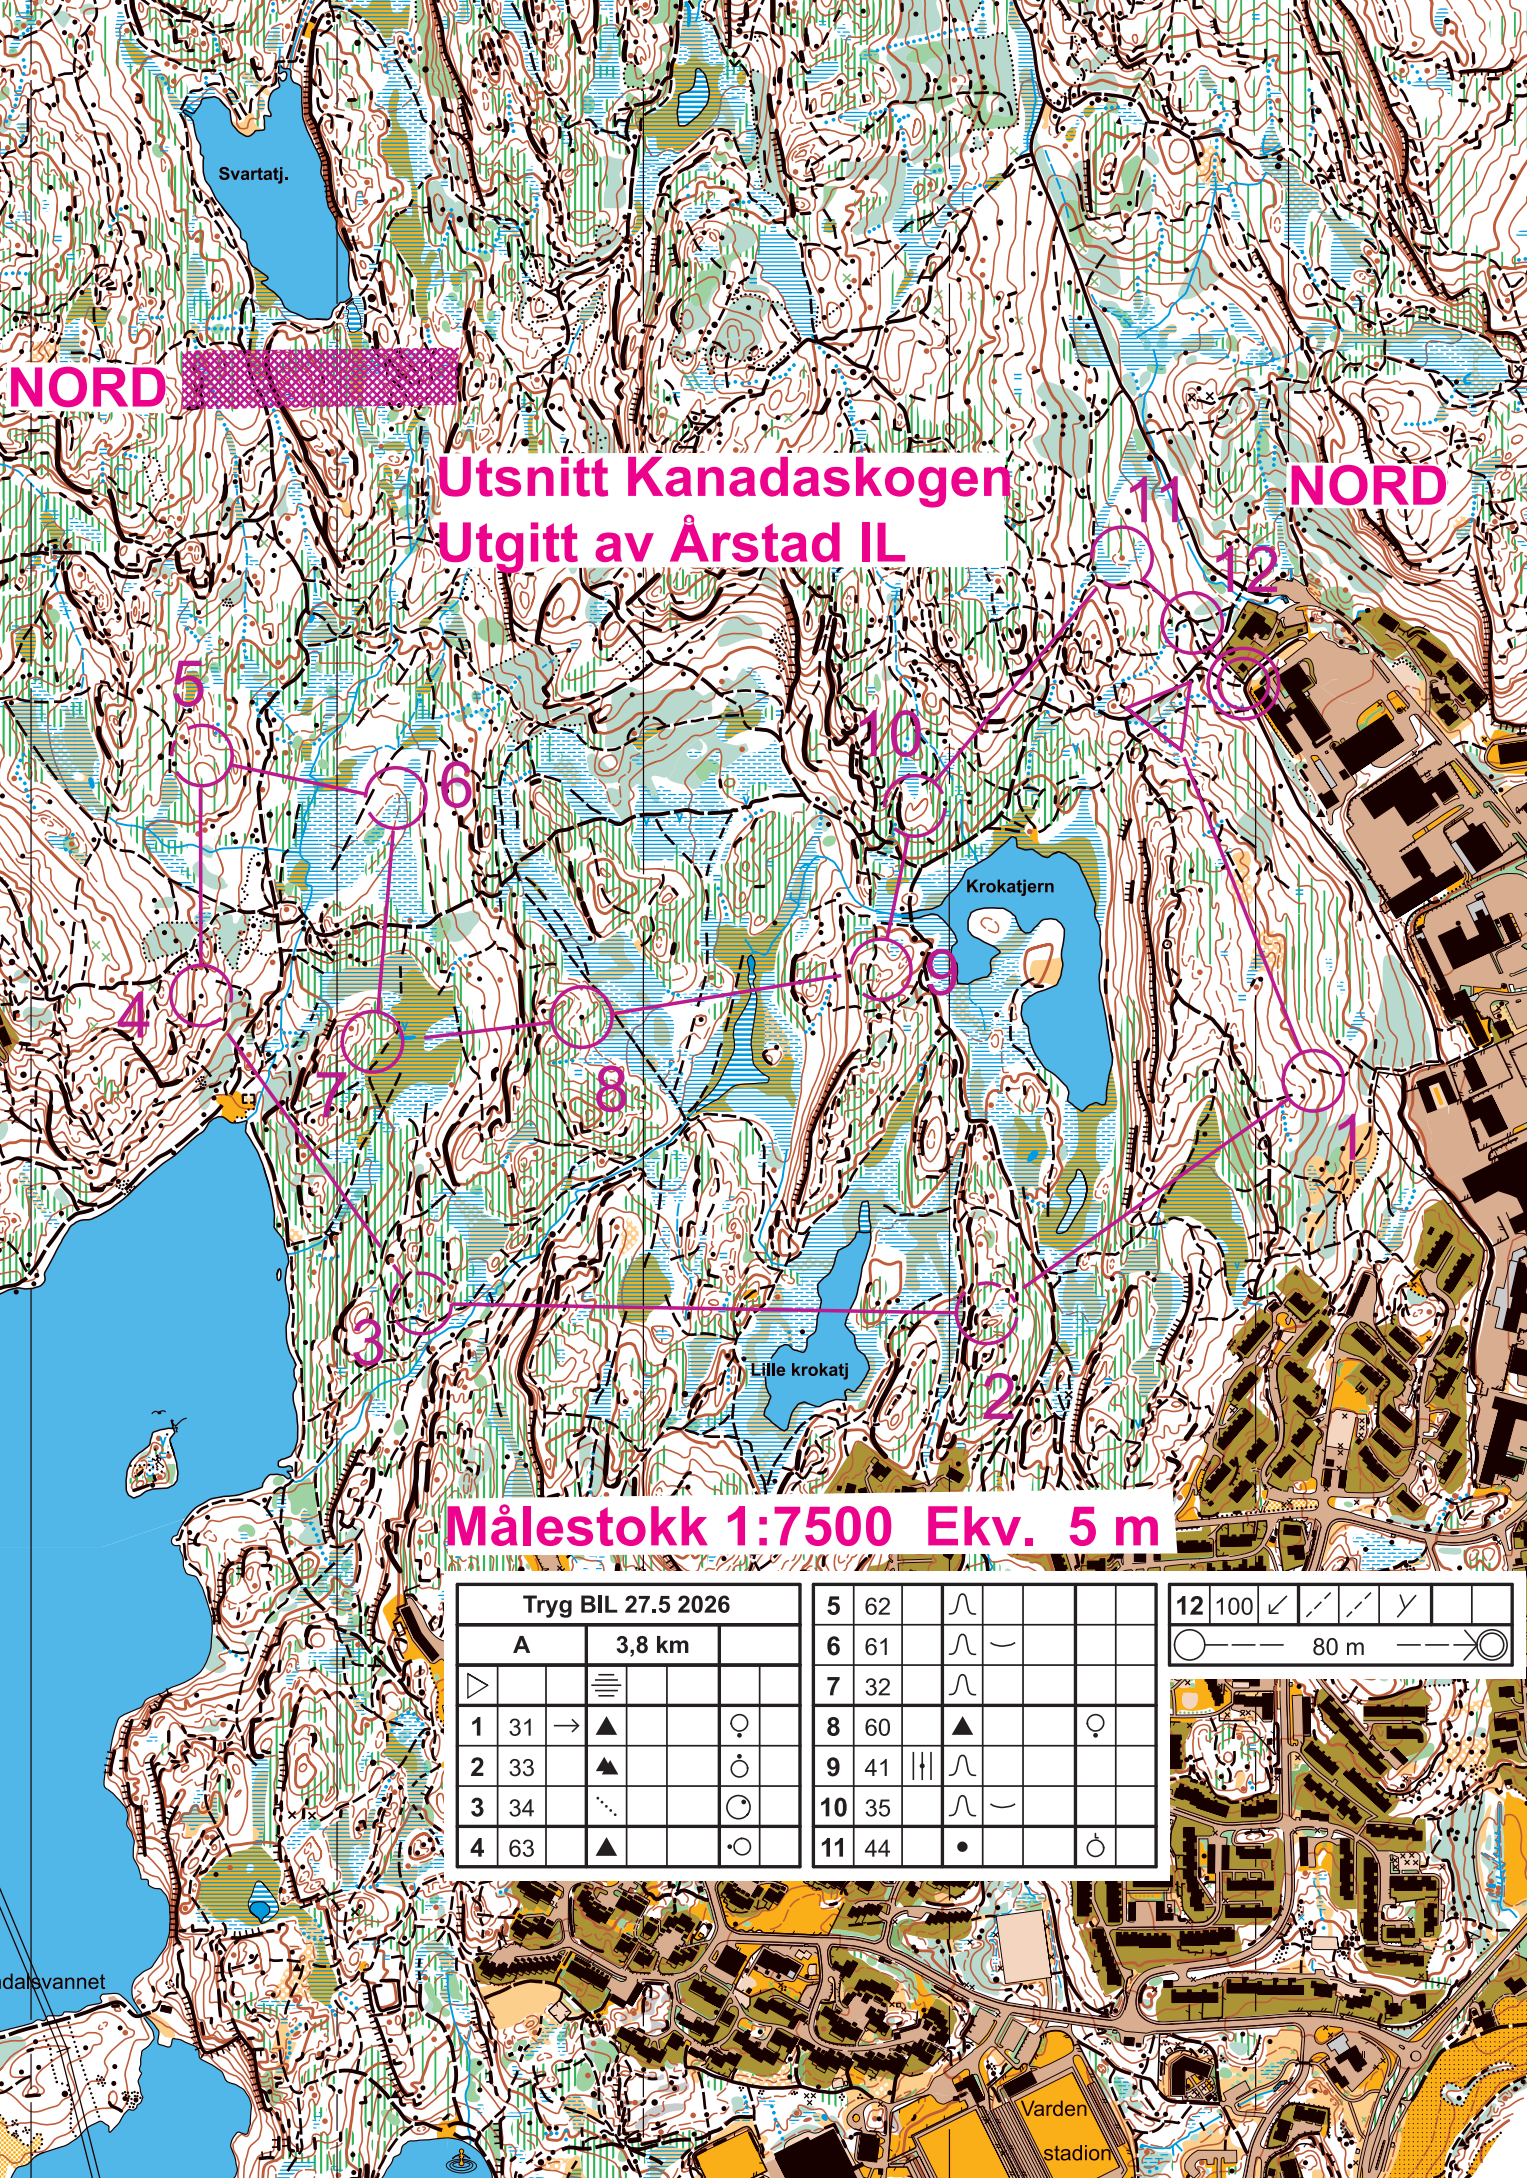 Svartatj.
NORD
Utsnitt Kanadaskogen
Utgitt av Årstad IL
NORD
11
12
5
6
10
Krokatjern
9
4
7
8
1
3
Lille krokatj
2
Målestokk 1:7500 Ekv. 5 m
Tryg BIL 27.5 2026
A 3,8 km
1 31
2 33
3 34
4 63
5 62
6 61
7 32
8 60
9 41
10 35
11 44
12 100
80 m
dalsvannet
Varden
stadion